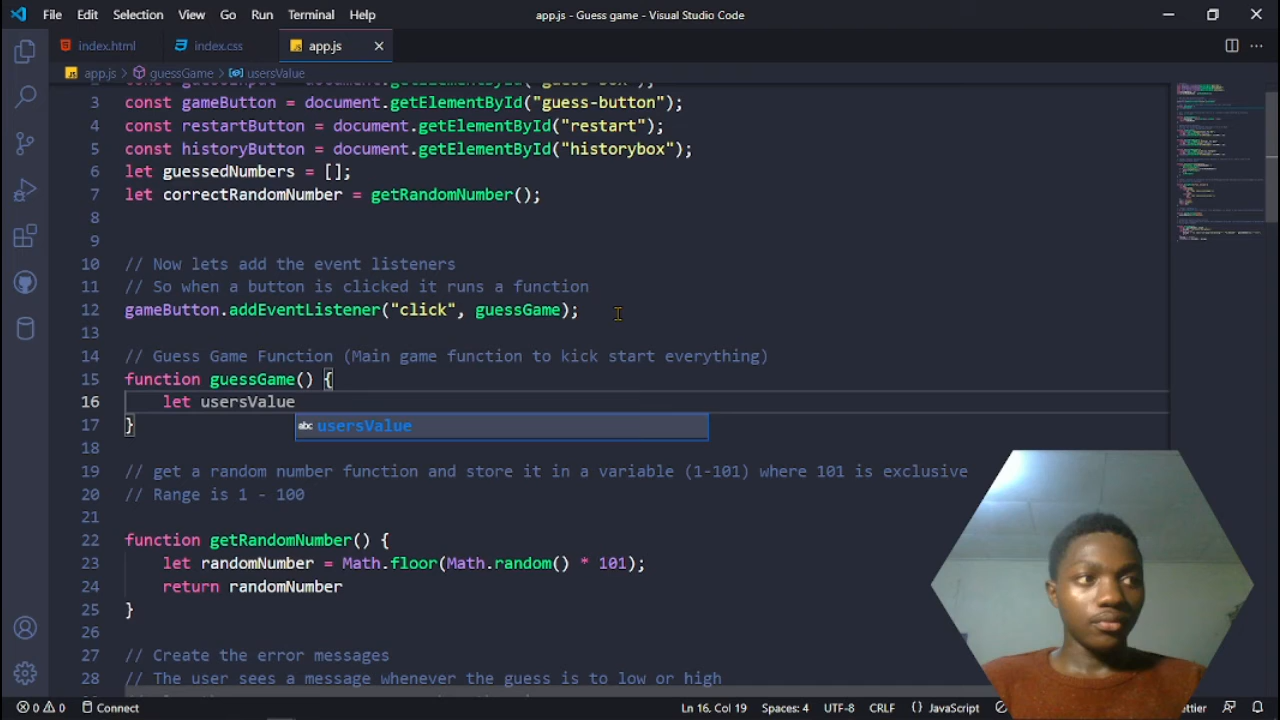 File Edit Selection View Go Run Terminal Help app.js - Guess game - Visual Studio Code
index.html index.css app.js
app.js guessGame usersValue
3 const gameButton = document.getElementById("guess-button");
4 const restartButton = document.getElementById("restart");
5 const historyButton = document.getElementById("historybox");
6 let guessedNumbers = [];
7 let correctRandomNumber = getRandomNumber();
8
9
10 // Now lets add the event listeners
11 // So when a button is clicked it runs a function
12 gameButton.addEventListener("click", guessGame);
13
14 // Guess Game Function (Main game function to kick start everything)
15 function guessGame() {
16 let usersValue
abc usersValue
17 }
18
19 // get a random number function and store it in a variable (1-101) where 101 is exclusive
20 // Range is 1 - 100
21
22 function getRandomNumber() {
23 let randomNumber = Math.floor(Math.random() * 101);
24 return randomNumber
25 }
26
27 // Create the error messages
28 // The user sees a message whenever the guess is to low or high
0 0 Connect Ln 16, Col 19 Spaces: 4 UTF-8 CRLF {} JavaScript